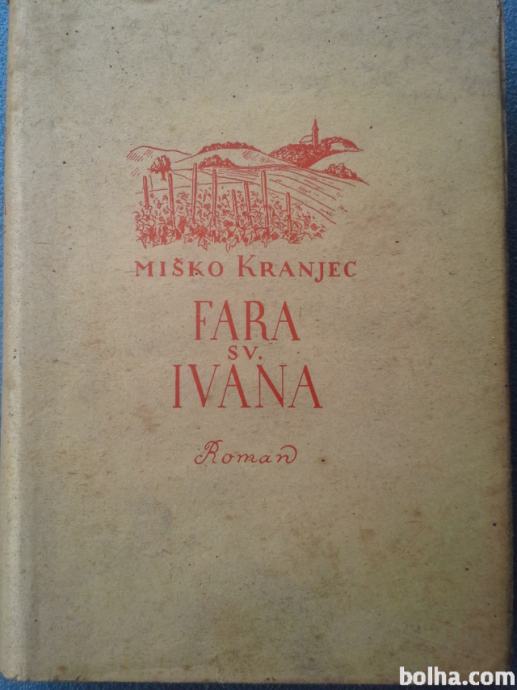 MIŠKO KRANJEC
FARA
SV.
IVANA
Roman
bolha.com